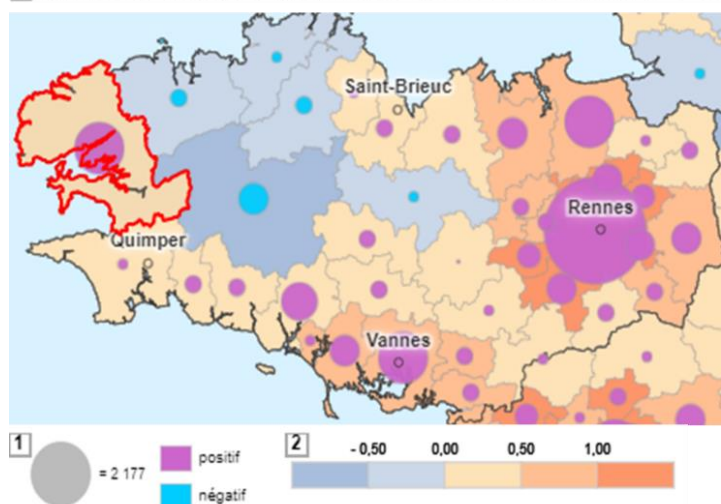 Saint-Brieuc
Rennes
Quimper
Vannes
1
= 2 177
positif
négatif
2
- 0,50 0,00 0,50 1,00